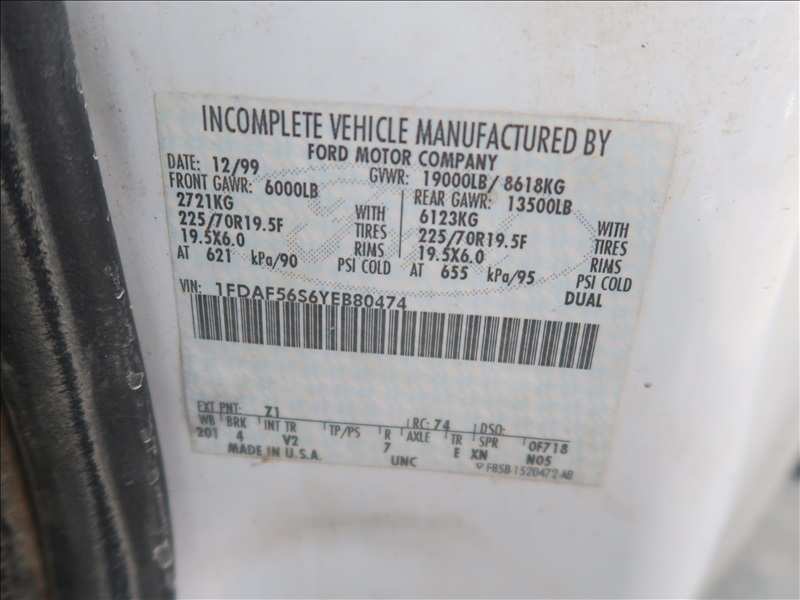 INCOMPLETE VEHICLE MANUFACTURED BY
FORD MOTOR COMPANY
DATE: 12/99 GVWR: 19000LB/ 8618KG
FRONT GAWR: 6000LB REAR GAWR: 13500LB
2721KG WITH 6123KG WITH
225/70R19.5F TIRES 225/70R19.5F TIRES
19.5X6.0 RIMS 19.5X6.0 RIMS
AT 621 kPa/90 PSI COLD AT 655 kPa/95 PSI COLD
DUAL
VIN: 1FDAF56S6YEB80474
EXT PNT: Z1 RC: 74 DSO:
WB BRK INT TR TP/PS R AXLE TR SPR 0F718
201 4 V2 7 E XN N05
MADE IN U.S.A. UNC
F85B-1520472-AB